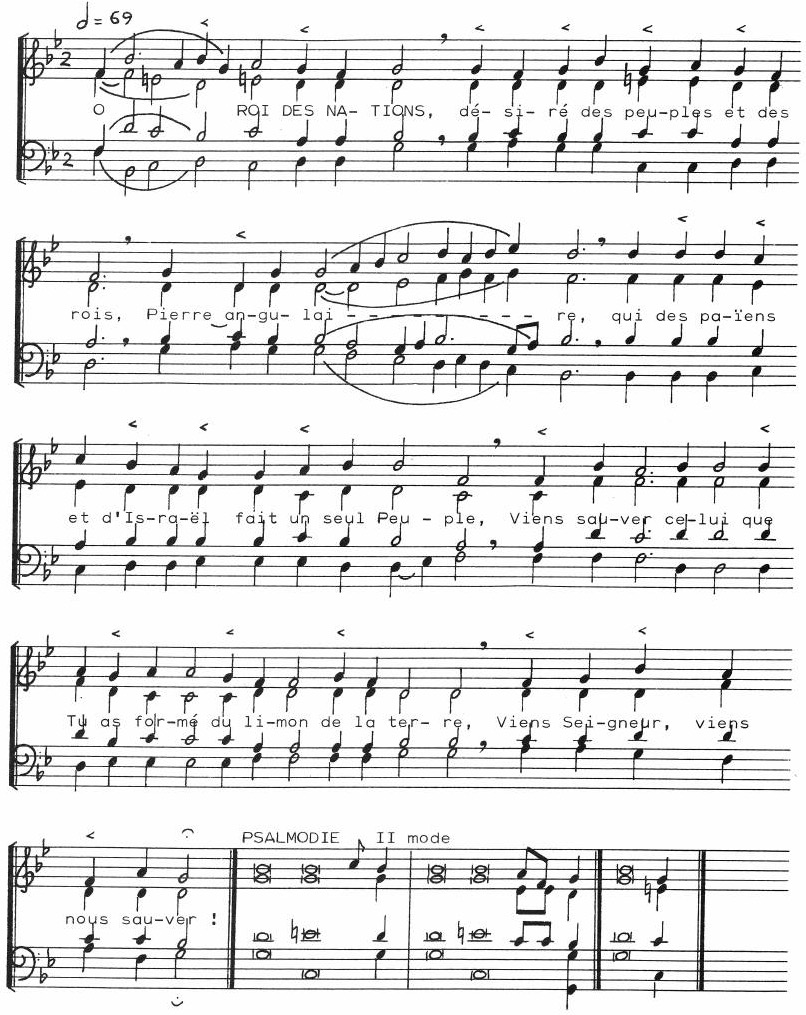 = 69
2
O ROI DES NA- TIONS, dé- si- ré des peu-ples et des
2
rois, Pierre an-gu- lai - - - - - - - - - - - re, qui des pa-ïens
et d'Is-ra-ël fait un seul Peu - ple, Viens sau-ver ce-lui que
Tu as for-mé du li-mon de la ter- re, Viens Sei-gneur, viens
PSALMODIE II mode
nous sau-ver !